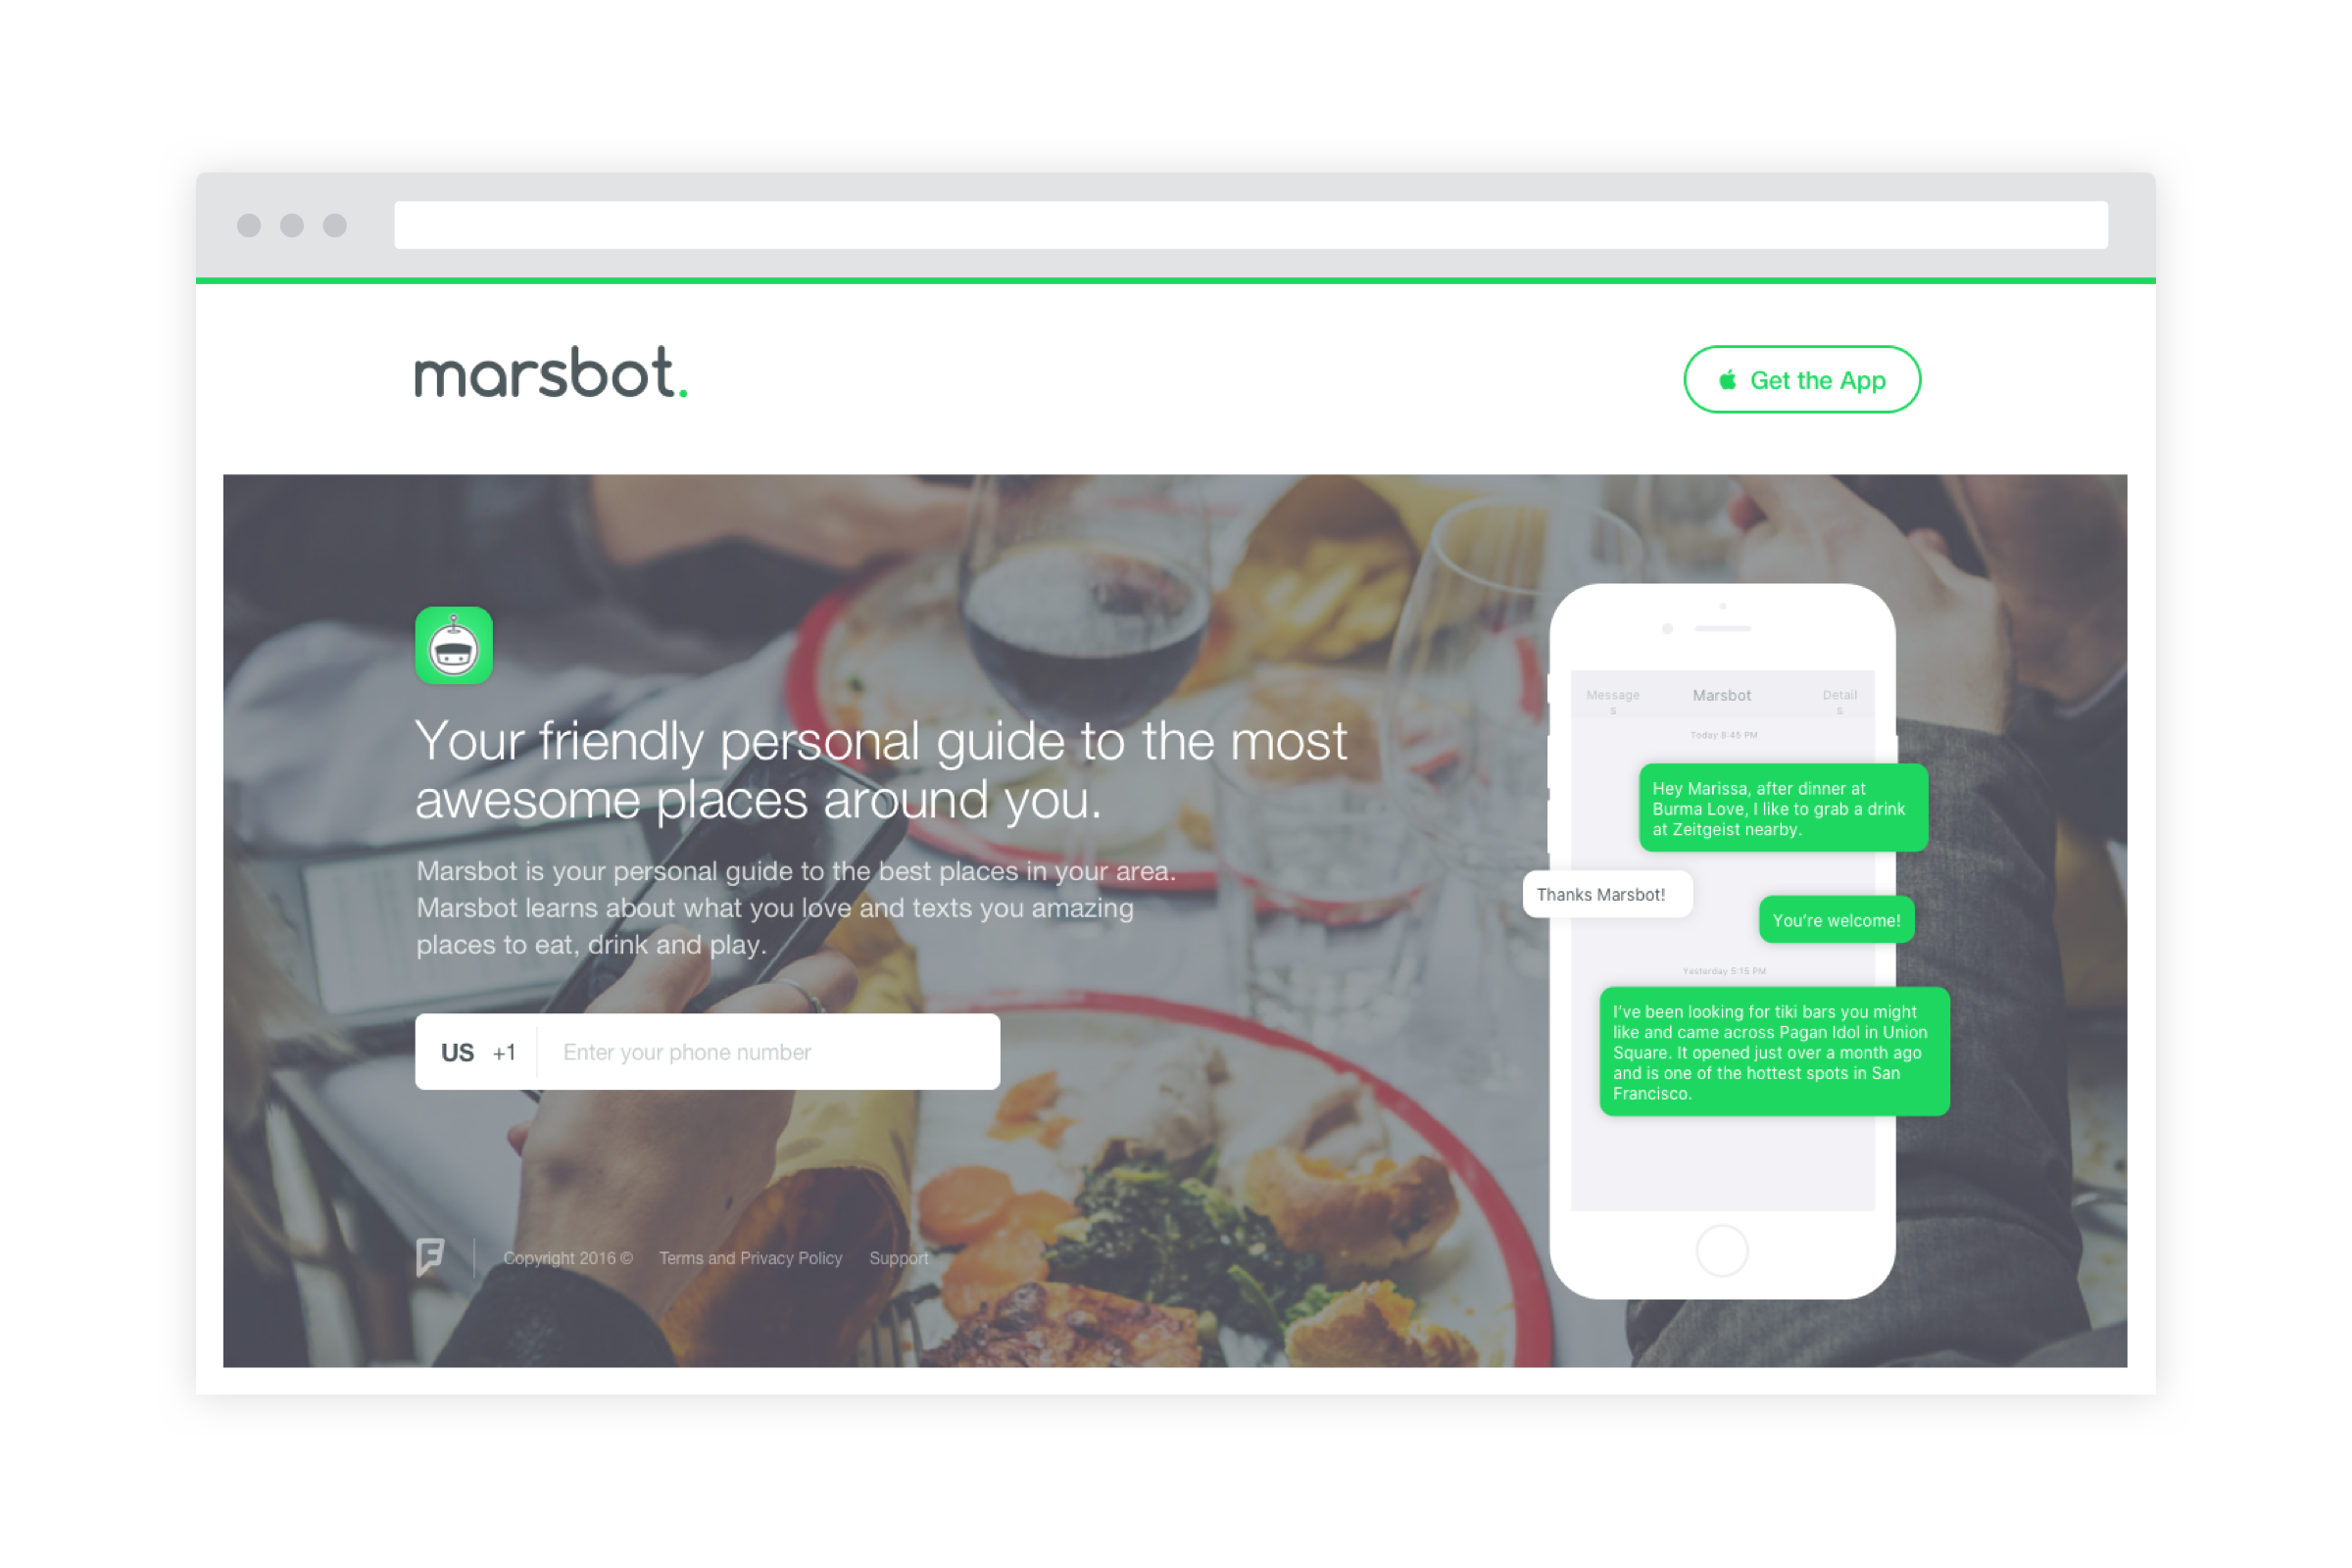 marsbot.
Get the App
Your friendly personal guide to the most
awesome places around you.
Marsbot is your personal guide to the best places in your area.
Marsbot learns about what you love and texts you amazing
places to eat, drink and play.
US +1 Enter your phone number
Copyright 2016 © Terms and Privacy Policy Support
Message
s
Marsbot
Detail
s
Today 8:45 PM
Hey Marissa, after dinner at
Burma Love, I like to grab a drink
at Zeitgeist nearby.
Thanks Marsbot!
You're welcome!
Yesterday 5:15 PM
I've been looking for tiki bars you might
like and came across Pagan Idol in Union
Square. It opened just over a month ago
and is one of the hottest spots in San
Francisco.